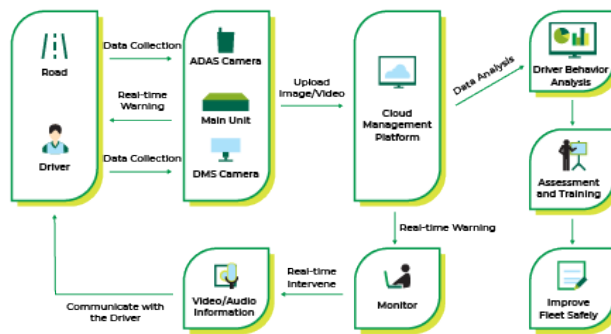 Road
Driver
Data Collection
Real-time
Warning
Data Collection
ADAS Camera
Main Unit
DMS Camera
Upload
Image/Video
Cloud
Management
Platform
Data Analysis
Driver Behavior
Analysis
Assessment
and Training
Improve
Fleet Safely
Real-time Warning
Monitor
Real-time
Intervene
Video/Audio
Information
Communicate with
the Driver